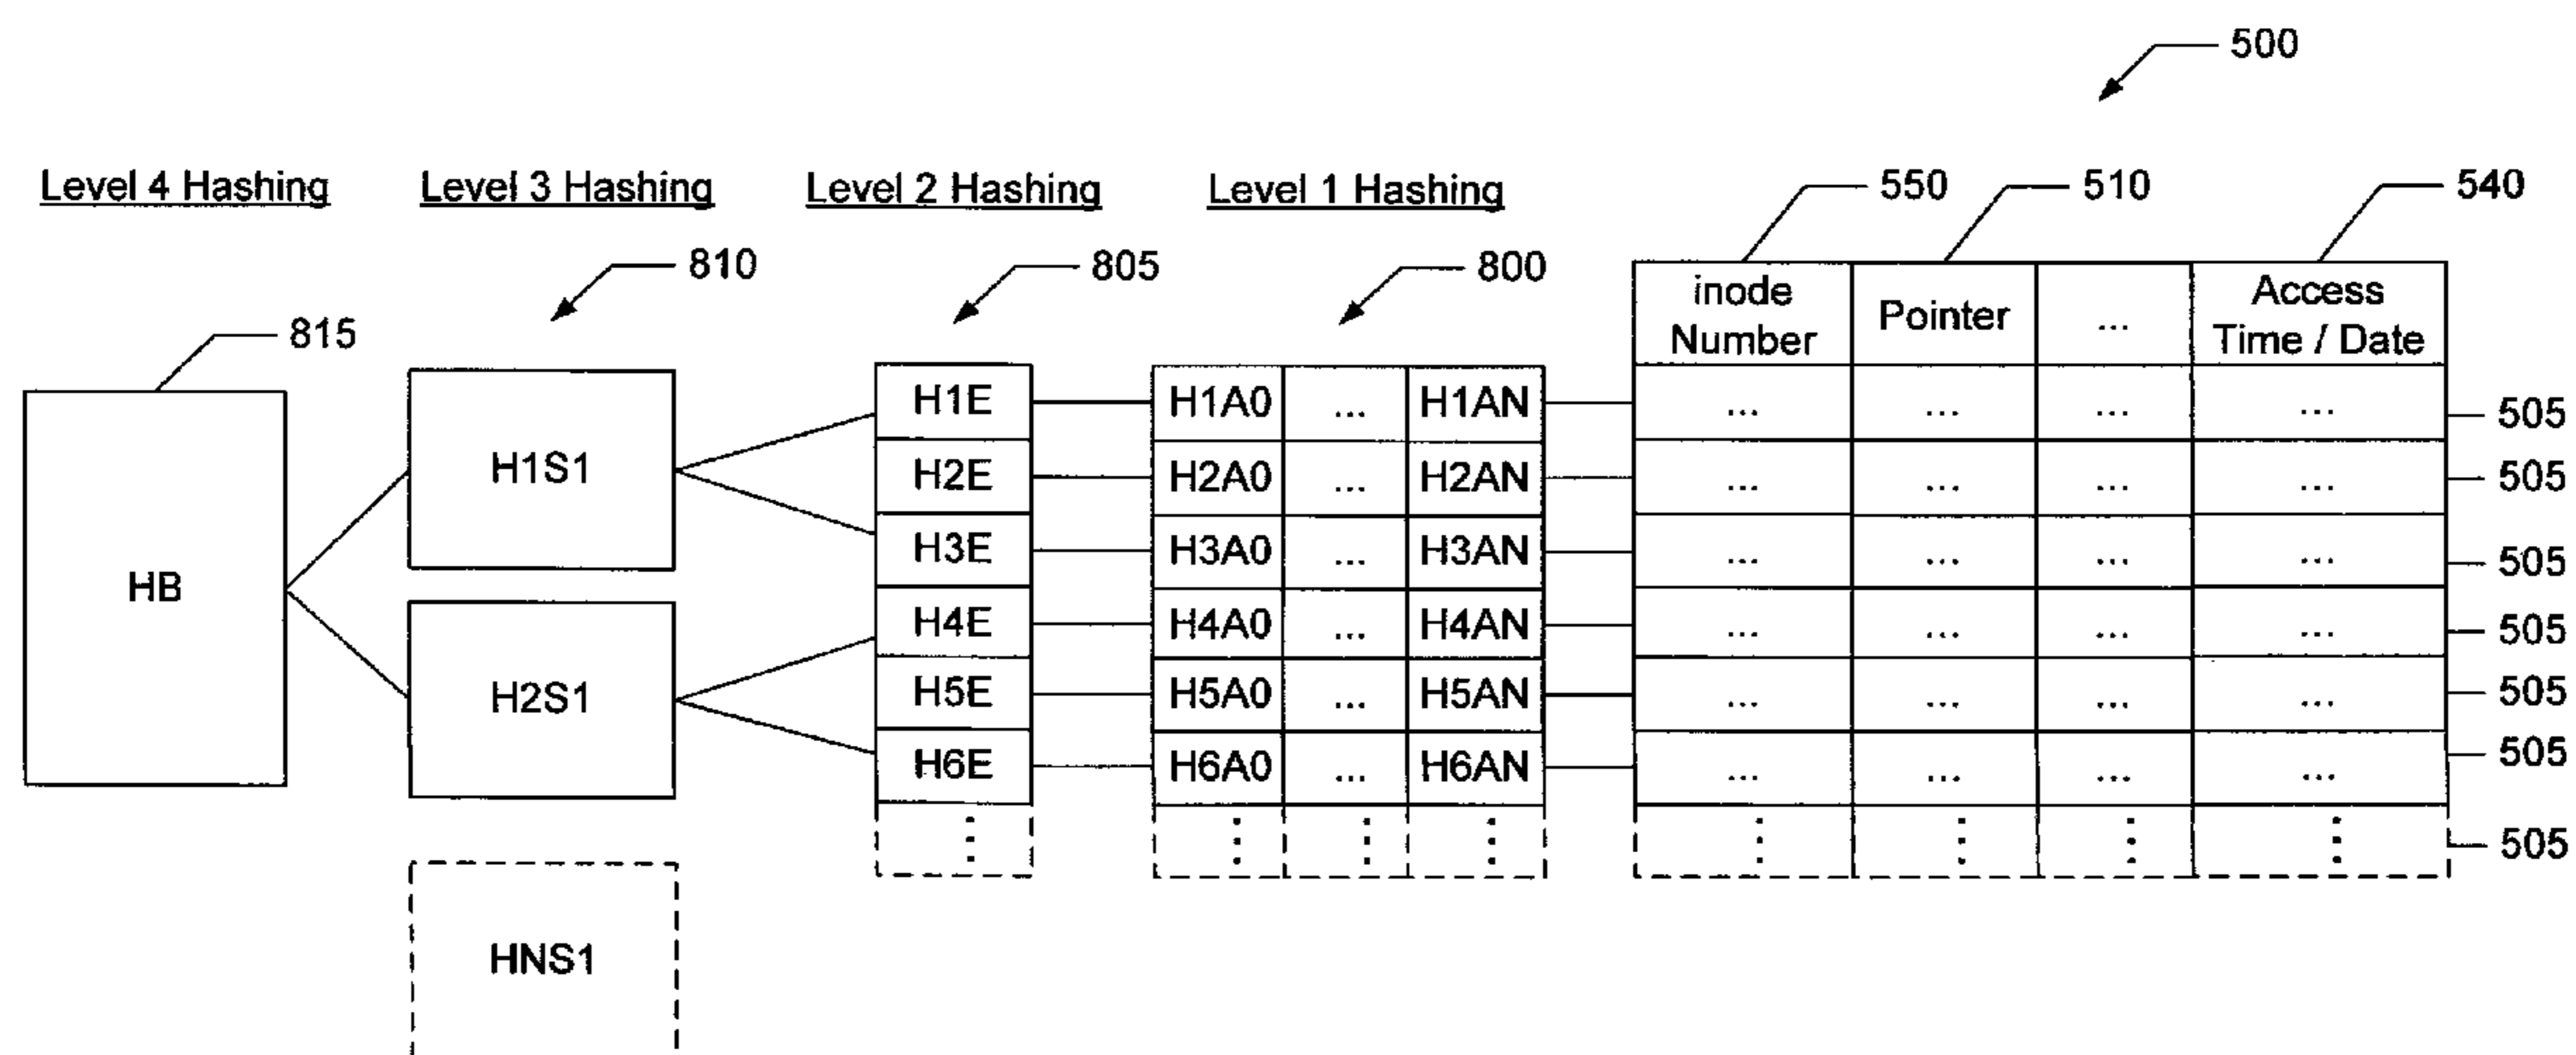 500
Level 4 Hashing Level 3 Hashing Level 2 Hashing Level 1 Hashing 550 510 540
810 805 800
815
inode Number Pointer ... Access Time / Date
H1E H1A0 ... H1AN ... ... ... ... 505
H1S1
H2E H2A0 ... H2AN ... ... ... ... 505
H3E H3A0 ... H3AN ... ... ... ... 505
HB
H4E H4A0 ... H4AN ... ... ... ... 505
H2S1
H5E H5A0 ... H5AN ... ... ... ... 505
H6E H6A0 ... H6AN ... ... ... ... 505
⋮ ⋮ ⋮ ⋮ ⋮ ⋮ ⋮ ⋮ 505
HNS1